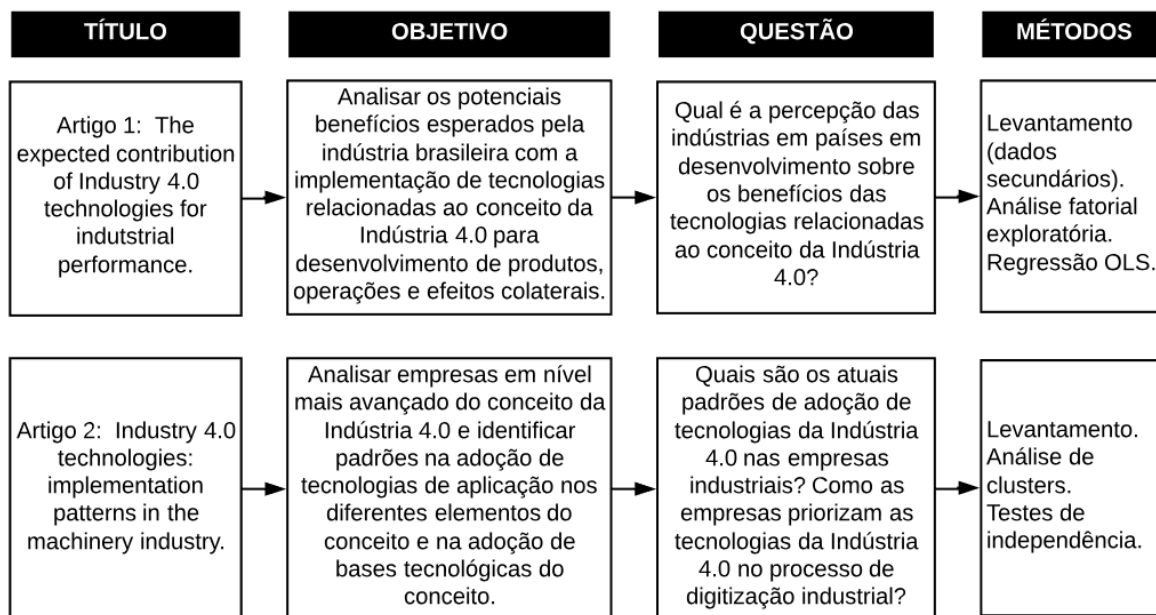 TÍTULO
OBJETIVO
QUESTÃO
MÉTODOS
Artigo 1: The
expected contribution
of Industry 4.0
technologies for
indutstrial
performance.
Analisar os potenciais
benefícios esperados pela
indústria brasileira com a
implementação de tecnologias
relacionadas ao conceito da
Indústria 4.0 para
desenvolvimento de produtos,
operações e efeitos colaterais.
Qual é a percepção das
indústrias em países em
desenvolvimento sobre
os benefícios das
tecnologias relacionadas
ao conceito da Indústria
4.0?
Levantamento
(dados
secundários).
Análise fatorial
exploratória.
Regressão OLS.
Artigo 2: Industry 4.0
technologies:
implementation
patterns in the
machinery industry.
Analisar empresas em nível
mais avançado do conceito da
Indústria 4.0 e identificar
padrões na adoção de
tecnologias de aplicação nos
diferentes elementos do
conceito e na adoção de
bases tecnológicas do
conceito.
Quais são os atuais
padrões de adoção de
tecnologias da Indústria
4.0 nas empresas
industriais? Como as
empresas priorizam as
tecnologias da Indústria
4.0 no processo de
digitização industrial?
Levantamento.
Análise de
clusters.
Testes de
independência.